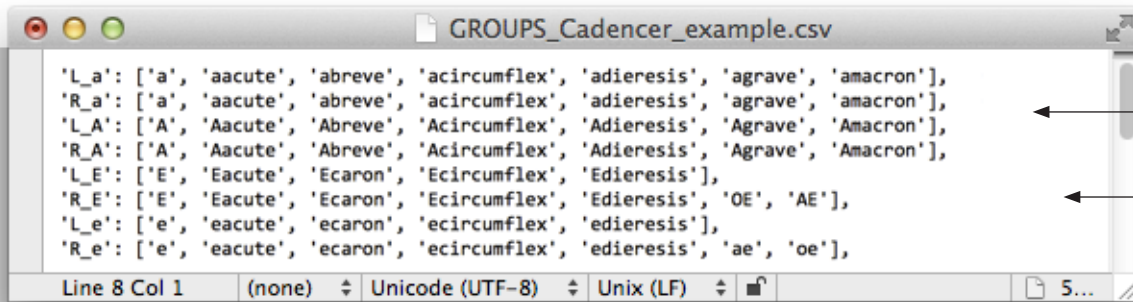 GROUPS_Cadencer_example.csv
'L_a': ['a', 'aacute', 'abreve', 'acircumflex', 'adieresis', 'agrave', 'amacron'],
'R_a': ['a', 'aacute', 'abreve', 'acircumflex', 'adieresis', 'agrave', 'amacron'],
'L_A': ['A', 'Aacute', 'Abreve', 'Acircumflex', 'Adieresis', 'Agrave', 'Amacron'],
'R_A': ['A', 'Aacute', 'Abreve', 'Acircumflex', 'Adieresis', 'Agrave', 'Amacron'],
'L_E': ['E', 'Eacute', 'Ecaron', 'Ecircumflex', 'Edieresis'],
'R_E': ['E', 'Eacute', 'Ecaron', 'Ecircumflex', 'Edieresis', 'OE', 'AE'],
'L_e': ['e', 'eacute', 'ecaron', 'ecircumflex', 'edieresis'],
'R_e': ['e', 'eacute', 'ecaron', 'ecircumflex', 'edieresis', 'ae', 'oe'],
Line 8 Col 1 (none) Unicode (UTF-8) Unix (LF) 5...